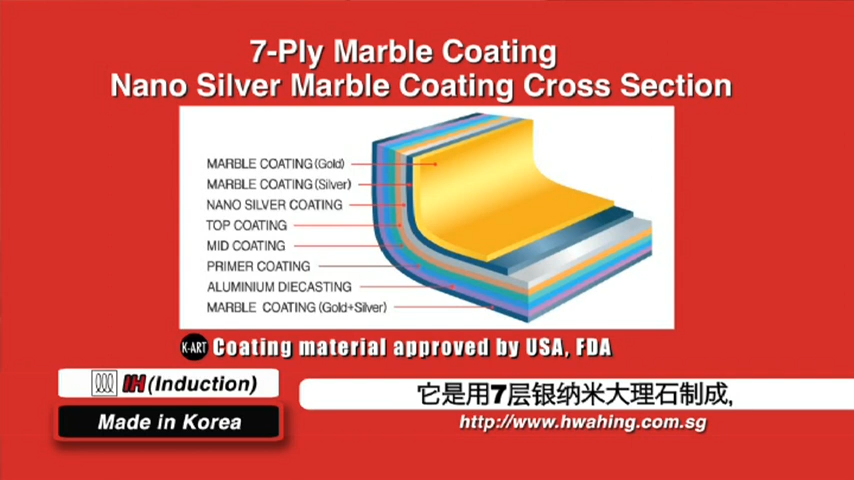 7-Ply Marble Coating
Nano Silver Marble Coating Cross Section
MARBLE COATING(Gold)
MARBLE COATING(Silver)
NANO SILVER COATING
TOP COATING
MID COATING
PRIMER COATING
ALUMINIUM DIECASTING
MARBLE COATING(Gold+Silver)
K-ART Coating material approved by USA, FDA
IH (Induction)
Made in Korea
它是用7层银纳米大理石制成,
http://www.hwahing.com.sg